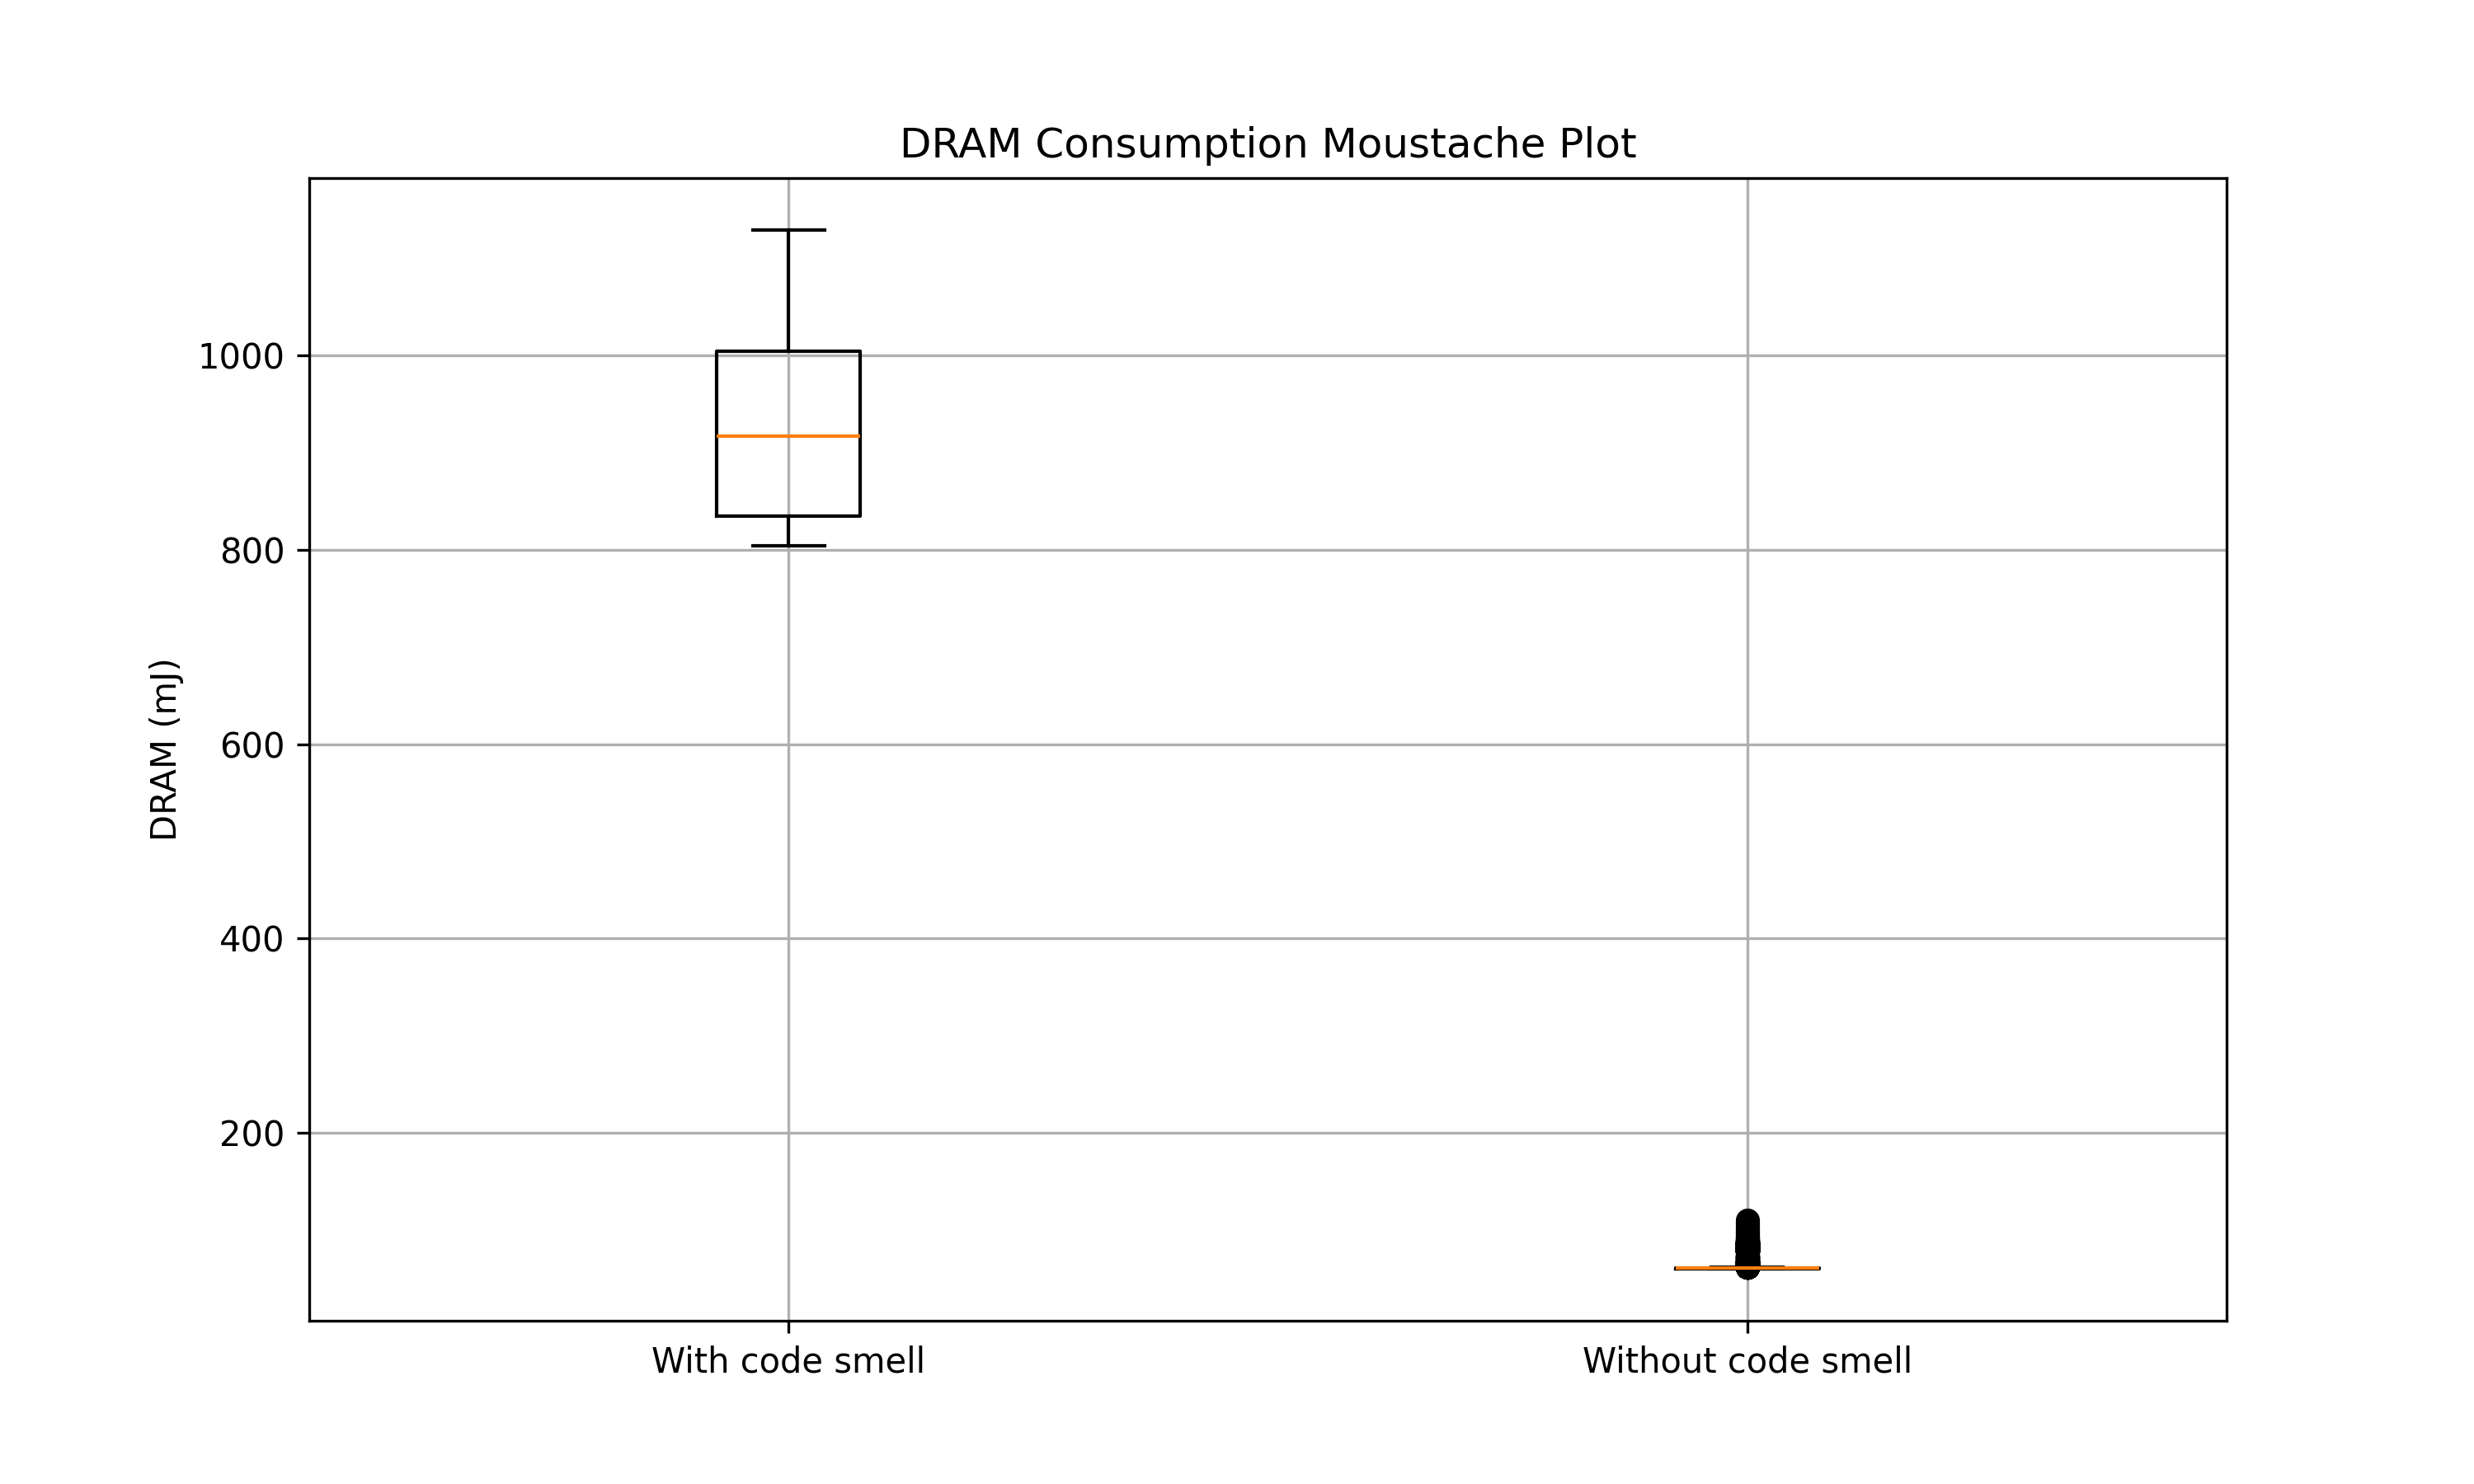 DRAM Consumption Moustache Plot
DRAM (mJ)
1000
800
600
400
200
With code smell
Without code smell